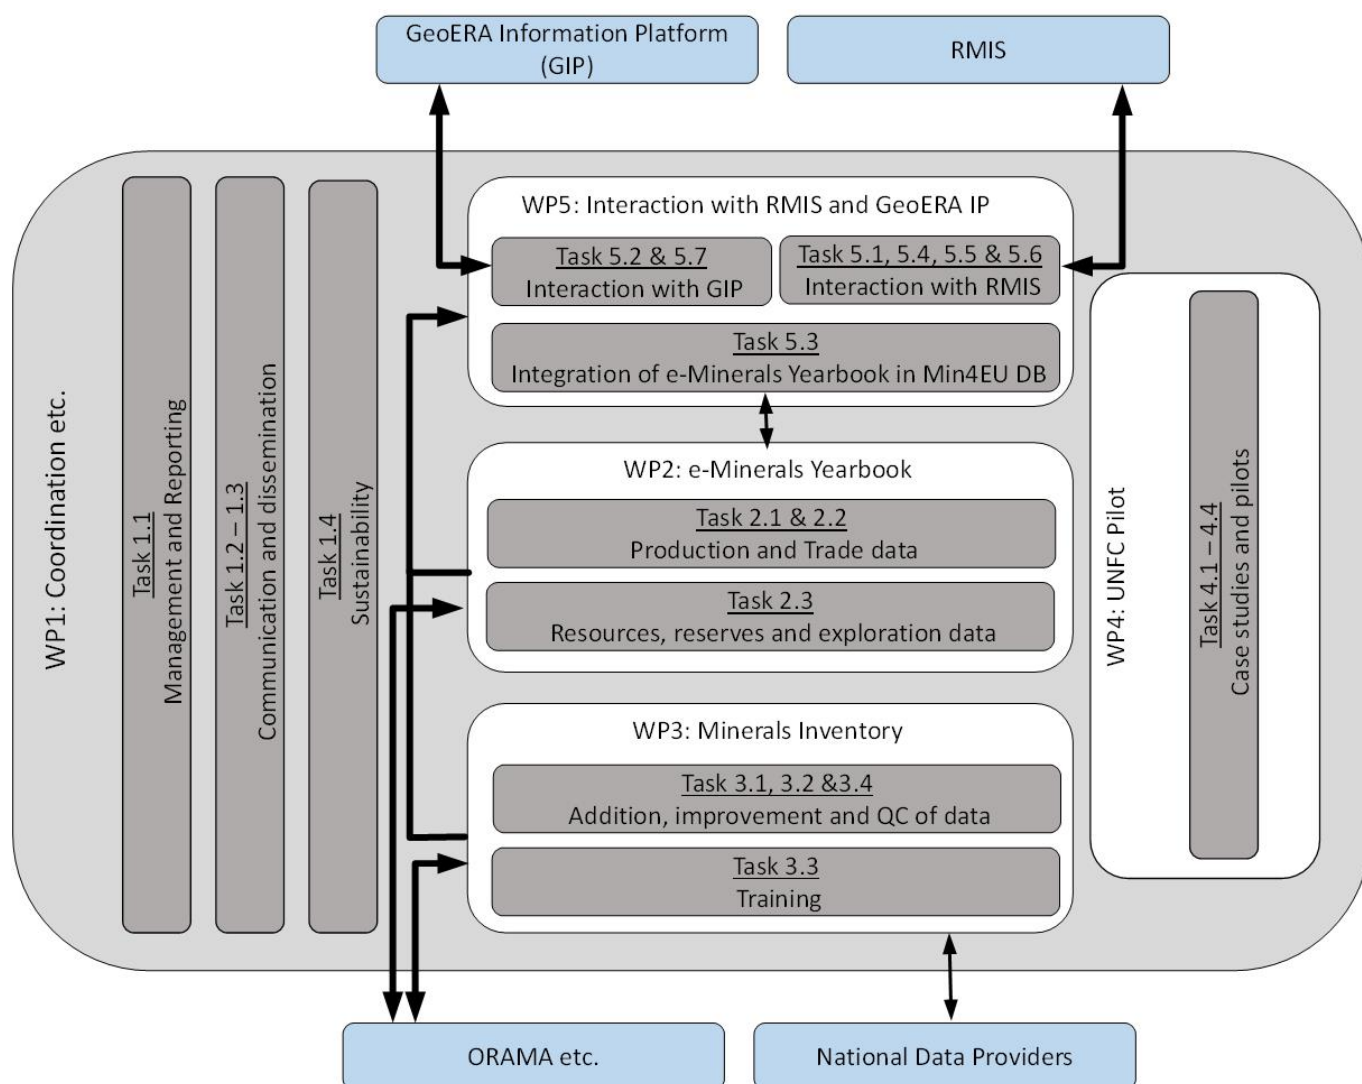 GeoERA Information Platform
(GIP)
RMIS
WP1: Coordination etc.
Task 1.1
Management and Reporting
Task 1.2 – 1.3
Communication and dissemination
Task 1.4
Sustainability
WP5: Interaction with RMIS and GeoERA IP
Task 5.2 & 5.7
Interaction with GIP
Task 5.1, 5.4, 5.5 & 5.6
Interaction with RMIS
Task 5.3
Integration of e-Minerals Yearbook in Min4EU DB
WP2: e-Minerals Yearbook
Task 2.1 & 2.2
Production and Trade data
Task 2.3
Resources, reserves and exploration data
WP3: Minerals Inventory
Task 3.1, 3.2 &3.4
Addition, improvement and QC of data
Task 3.3
Training
WP4: UNFC Pilot
Task 4.1 – 4.4
Case studies and pilots
ORAMA etc.
National Data Providers